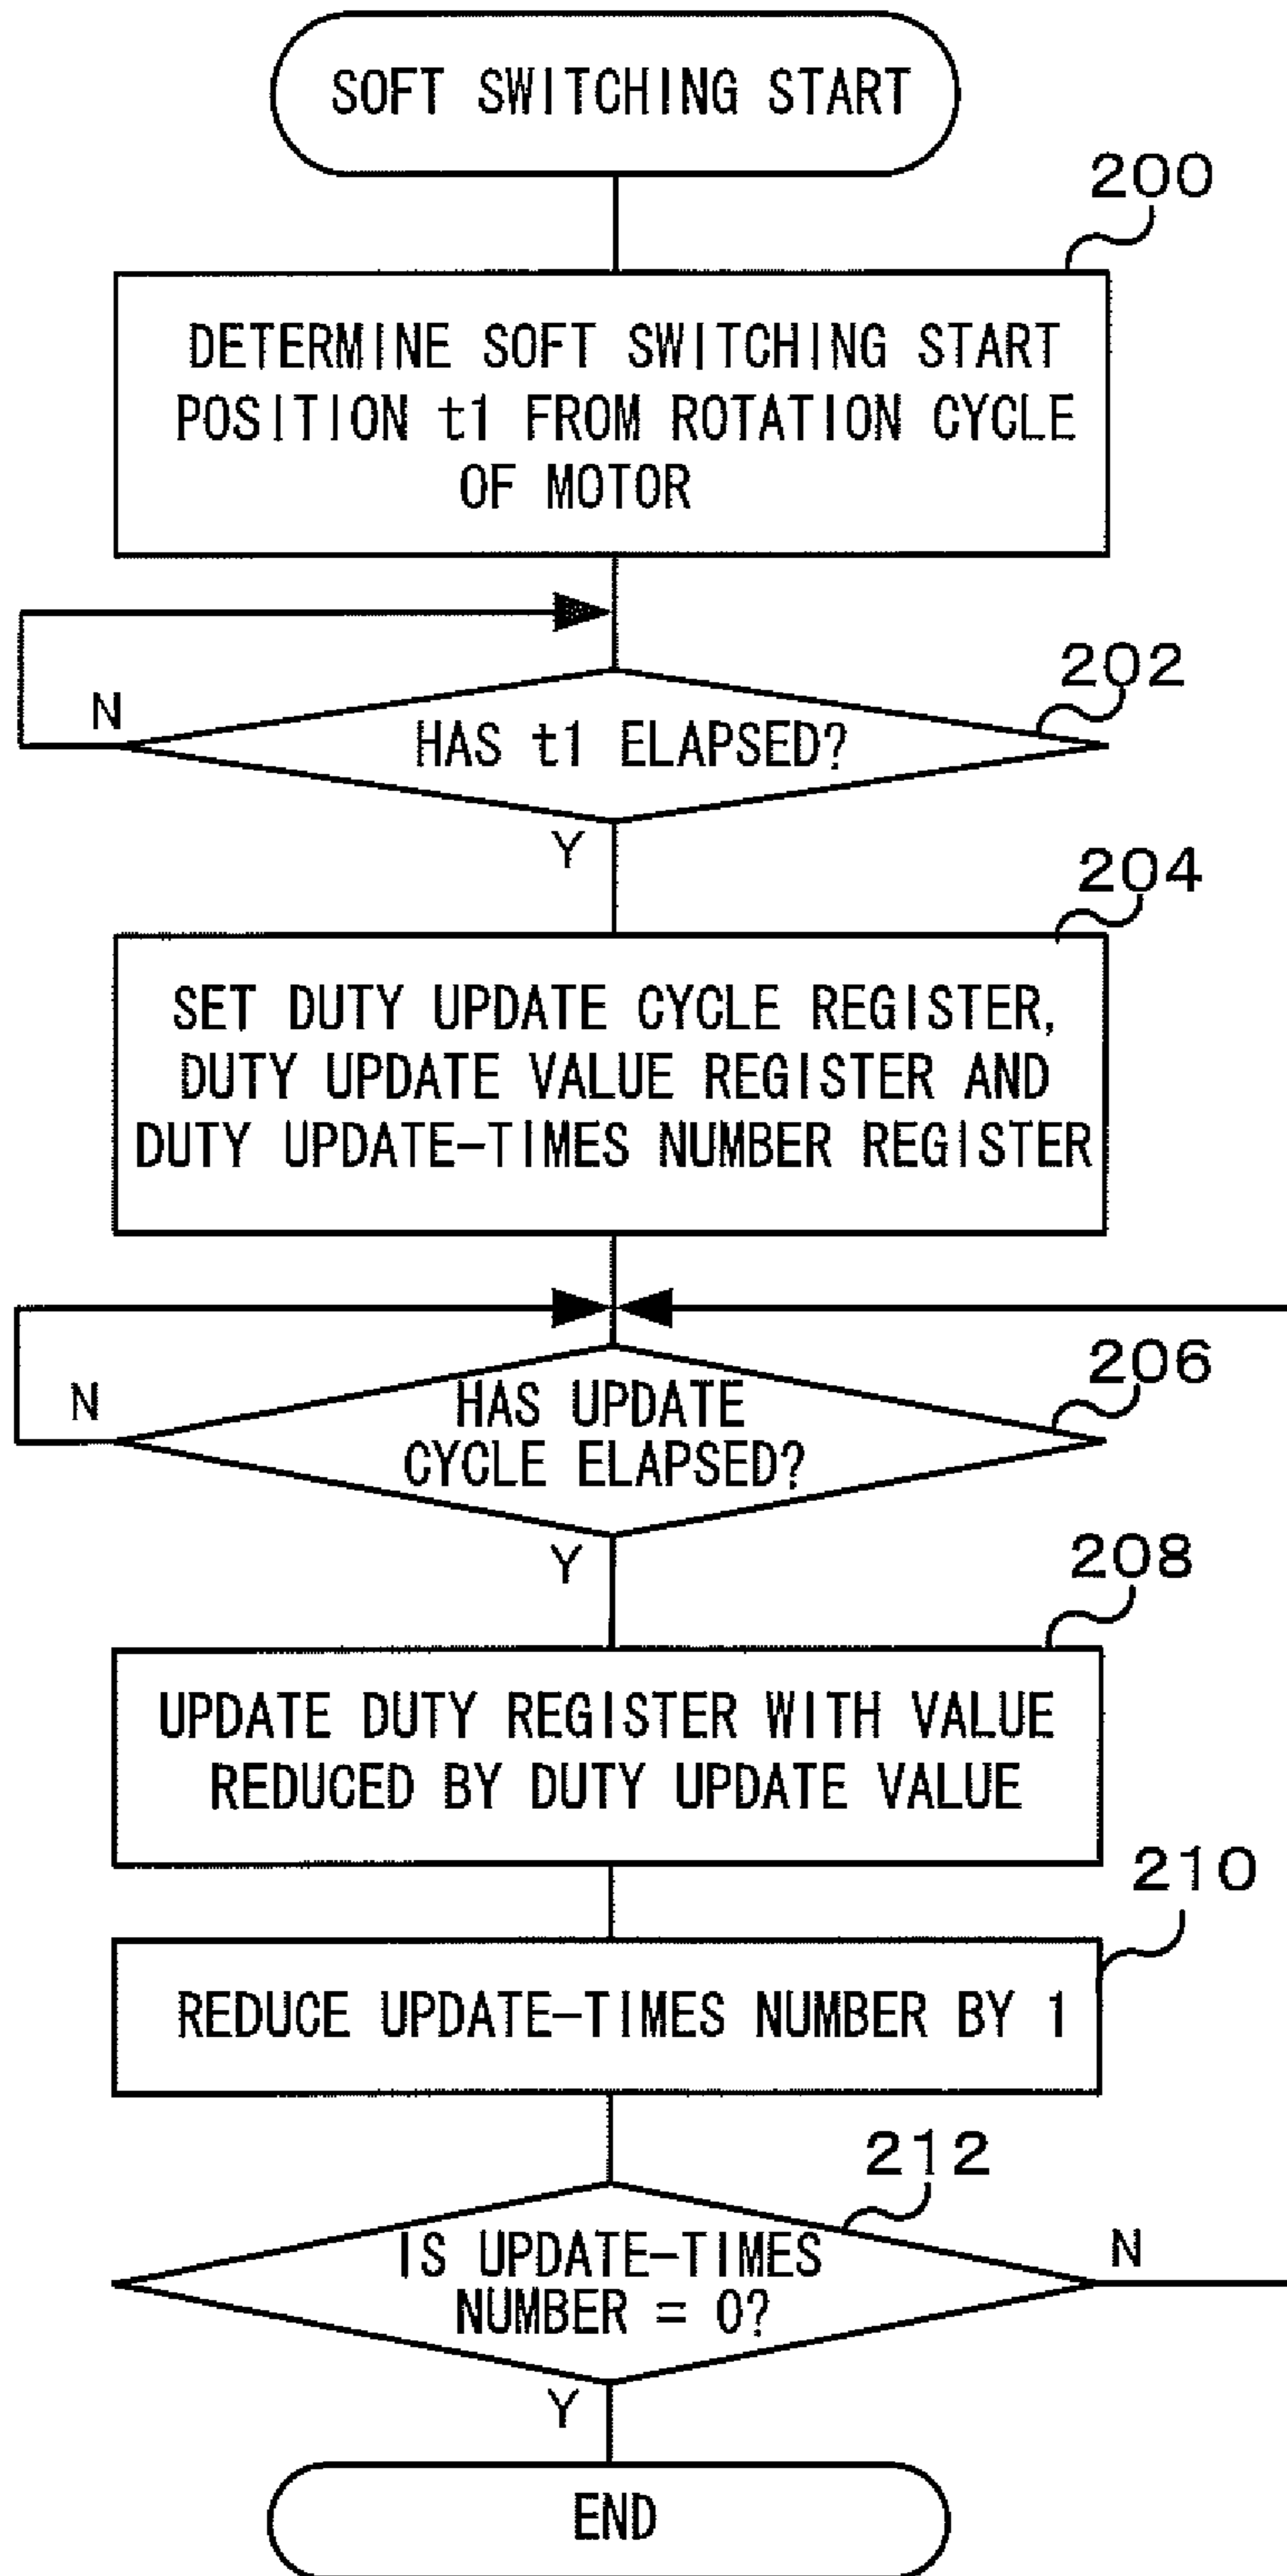 SOFT SWITCHING START
200
DETERMINE SOFT SWITCHING START
POSITION t1 FROM ROTATION CYCLE
OF MOTOR
202
N
HAS t1 ELAPSED?
Y
204
SET DUTY UPDATE CYCLE REGISTER,
DUTY UPDATE VALUE REGISTER AND
DUTY UPDATE-TIMES NUMBER REGISTER
206
N
HAS UPDATE
CYCLE ELAPSED?
Y
208
UPDATE DUTY REGISTER WITH VALUE
REDUCED BY DUTY UPDATE VALUE
210
REDUCE UPDATE-TIMES NUMBER BY 1
212
IS UPDATE-TIMES
NUMBER = 0?
N
Y
END